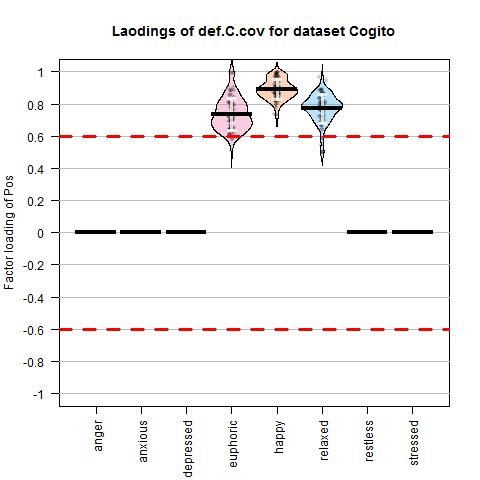 Laodings of def.C.cov for dataset Cogito
Factor loading of Pos
1
0.8
0.6
0.4
0.2
0
-0.2
-0.4
-0.6
-0.8
-1
anger
anxious
depressed
euphoric
happy
relaxed
restless
stressed